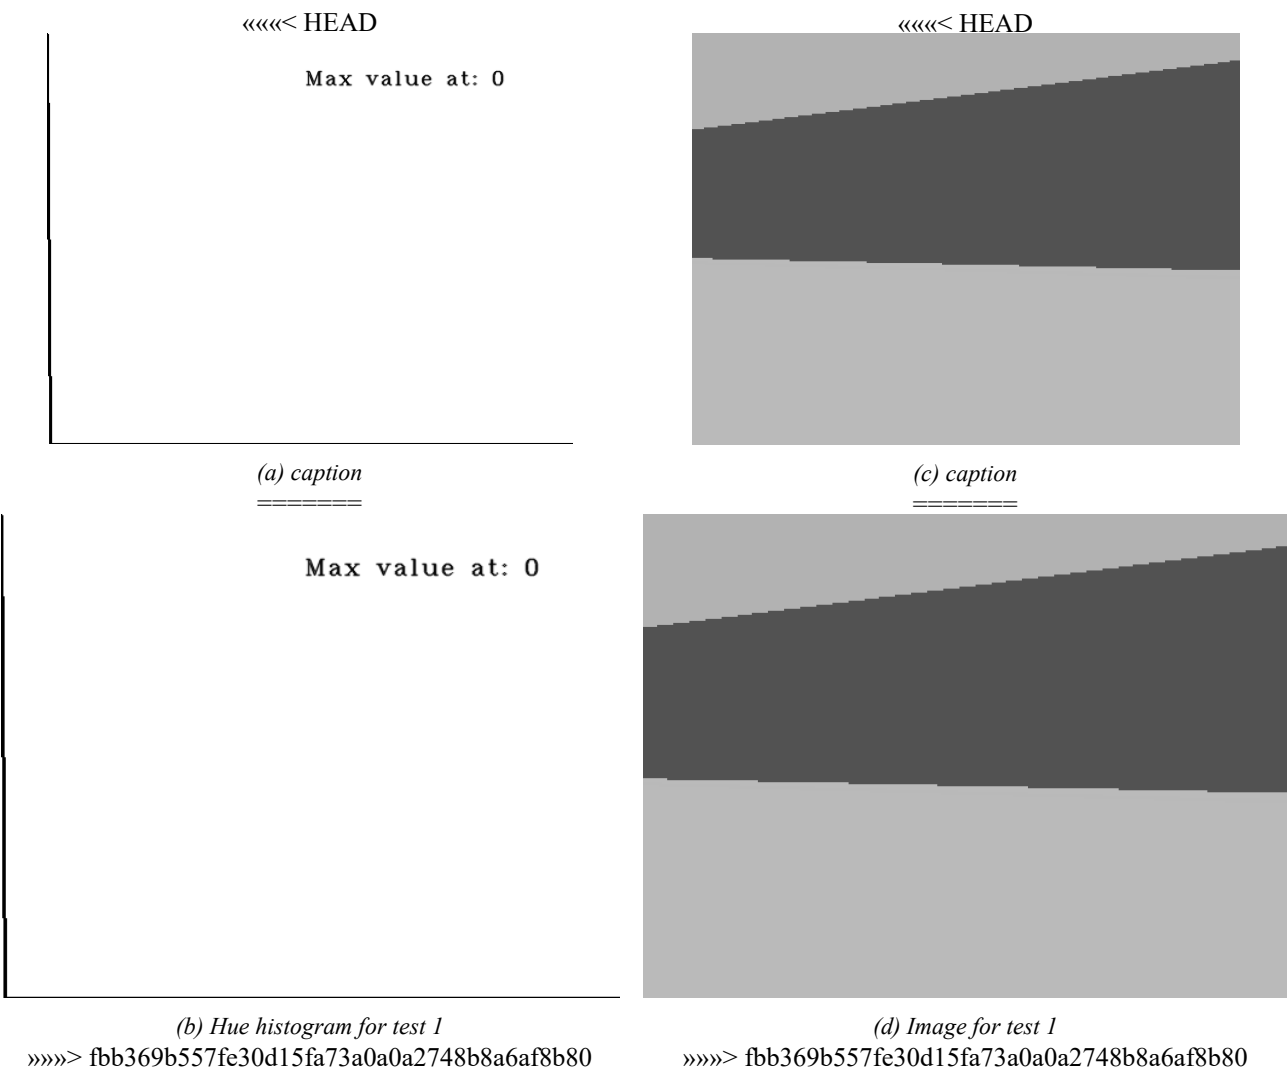 «««< HEAD
Max value at: 0
(a) caption
=======
Max value at: 0
(b) Hue histogram for test 1
»»»> fbb369b557fe30d15fa73a0a0a2748b8a6af8b80
«««< HEAD
(c) caption
=======
(d) Image for test 1
»»»> fbb369b557fe30d15fa73a0a0a2748b8a6af8b80